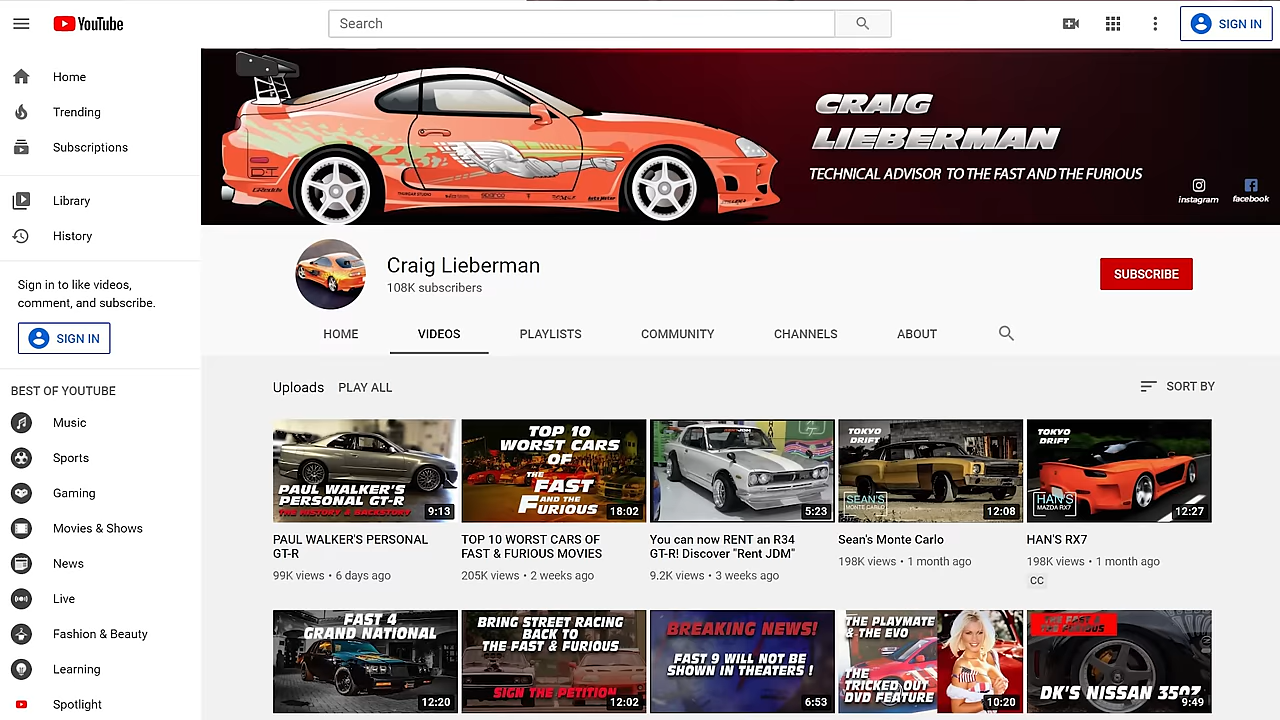 YouTube
Search
SIGN IN
Home
Trending
Subscriptions
Library
History
Sign in to like videos,
comment, and subscribe.
SIGN IN
BEST OF YOUTUBE
Music
Sports
Gaming
Movies & Shows
News
Live
Fashion & Beauty
Learning
Spotlight
CRAIG
LIEBERMAN
TECHNICAL ADVISOR TO THE FAST AND THE FURIOUS
instagram
facebook
Craig Lieberman
108K subscribers
SUBSCRIBE
HOME
VIDEOS
PLAYLISTS
COMMUNITY
CHANNELS
ABOUT
Uploads
PLAY ALL
SORT BY
PAUL WALKER'S
PERSONAL GT-R
THE HISTORY & BACKSTORY
9:13
PAUL WALKER'S PERSONAL
GT-R
99K views • 6 days ago
TOP 10
WORST CARS
OF
THE
FAST
AND THE
FURIOUS
18:02
TOP 10 WORST CARS OF
FAST & FURIOUS MOVIES
205K views • 2 weeks ago
5:23
You can now RENT an R34
GT-R! Discover "Rent JDM"
9.2K views • 3 weeks ago
TOKYO
DRIFT
SEAN'S
MONTE CARLO
12:08
Sean's Monte Carlo
198K views • 1 month ago
TOKYO
DRIFT
HAN'S
MAZDA RX7
12:27
HAN'S RX7
198K views • 1 month ago
CC
FAST 4
GRAND NATIONAL
12:20
BRING STREET RACING
BACK TO
THE FAST & FURIOUS
SIGN THE PETITION
12:02
BREAKING NEWS!
FAST 9 WILL NOT BE
SHOWN IN THEATERS !
6:53
THE PLAYMATE
& THE EVO
THE
TRICKED OUT
DVD FEATURE
10:20
THE FAST &
THE FURIOUS
DK'S NISSAN 350Z
9:49